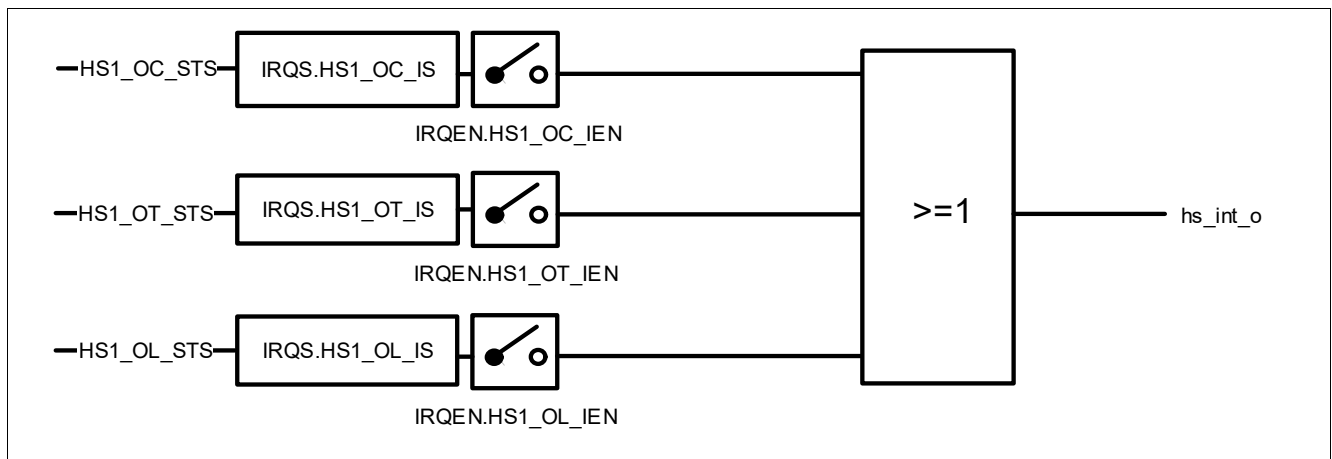 HS1_OC_STS IRQS.HS1_OC_IS
IRQEN.HS1_OC_IEN
HS1_OT_STS IRQS.HS1_OT_IS >=1 hs_int_o
IRQEN.HS1_OT_IEN
HS1_OL_STS IRQS.HS1_OL_IS
IRQEN.HS1_OL_IEN